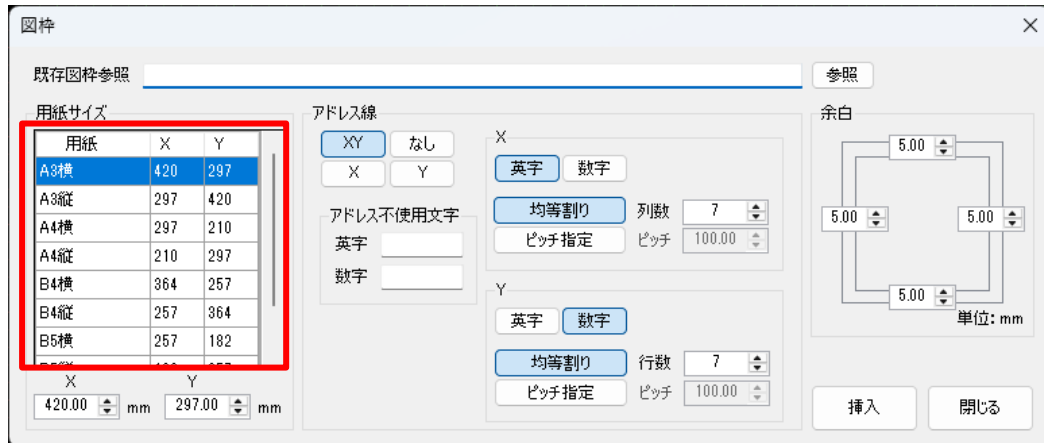 図枠
既存図枠参照 参照
用紙サイズ
用紙 X Y
A3横 420 297
A3縦 297 420
A4横 297 210
A4縦 210 297
B4横 364 257
B4縦 257 364
B5横 257 182
X Y
420.00 mm 297.00 mm
アドレス線
XY なし
X Y
アドレス不使用文字
英字
数字
X
英字 数字
均等割り 列数 7
ピッチ指定 ピッチ 100.00
Y
英字 数字
均等割り 行数 7
ピッチ指定 ピッチ 100.00
余白
5.00
5.00 5.00
5.00
単位: mm
挿入 閉じる